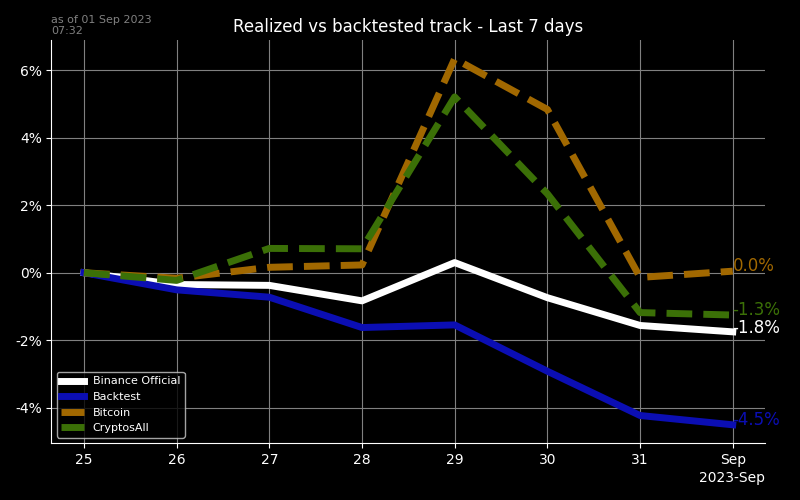 as of 01 Sep 2023
07:32
Realized vs backtested track - Last 7 days
6%
4%
2%
0%
-2%
-4%
0.0%
-1.3%
-1.8%
-4.5%
Binance Official
Backtest
Bitcoin
CryptosAll
25 26 27 28 29 30 31 Sep
2023-Sep